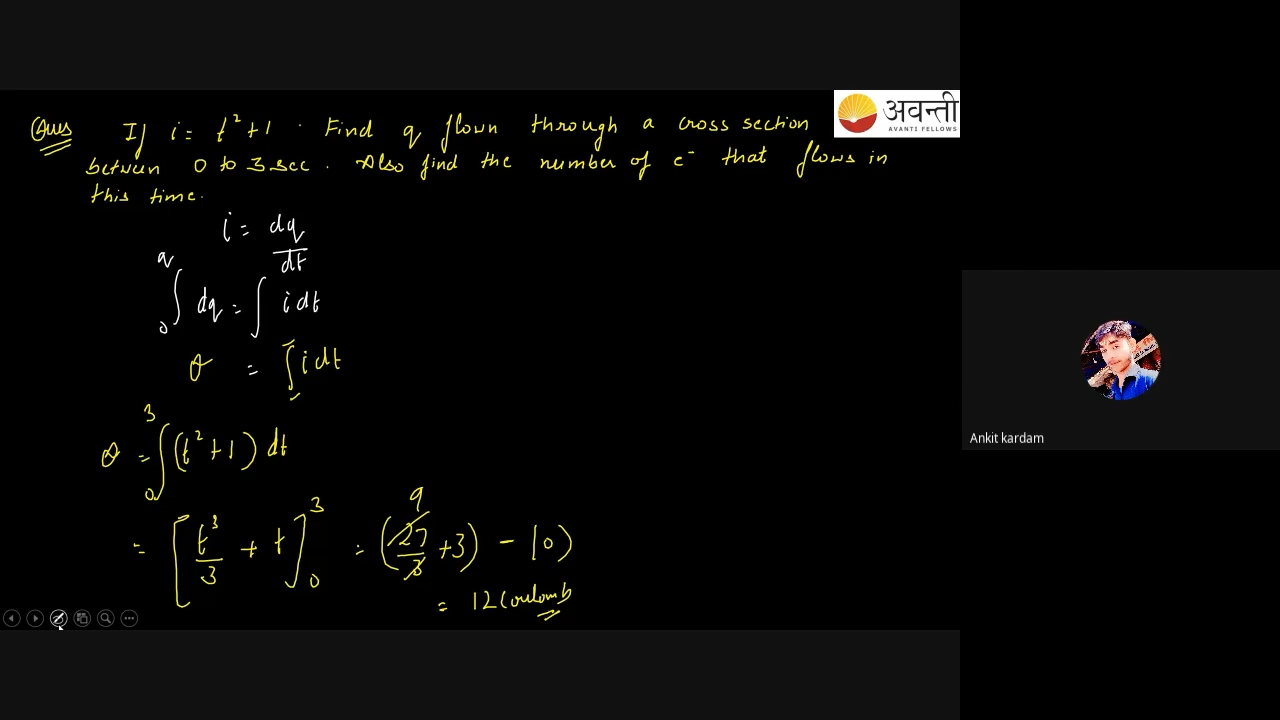 Ques If i = t² + 1 . Find q flown through a cross section
between 0 to 3 sec . Also find the number of e⁻ that flows in
this time.
अवन्ती
AVANTI FELLOWS
i = dq/dt
∫₀^q dq = ∫ i dt
= ∫ i dt
= ∫₀³ (t² + 1) dt
= [t³/3 + t]₀³ = (27/3 + 3) - (0)
9
= 12 Coulomb
Ankit kardam